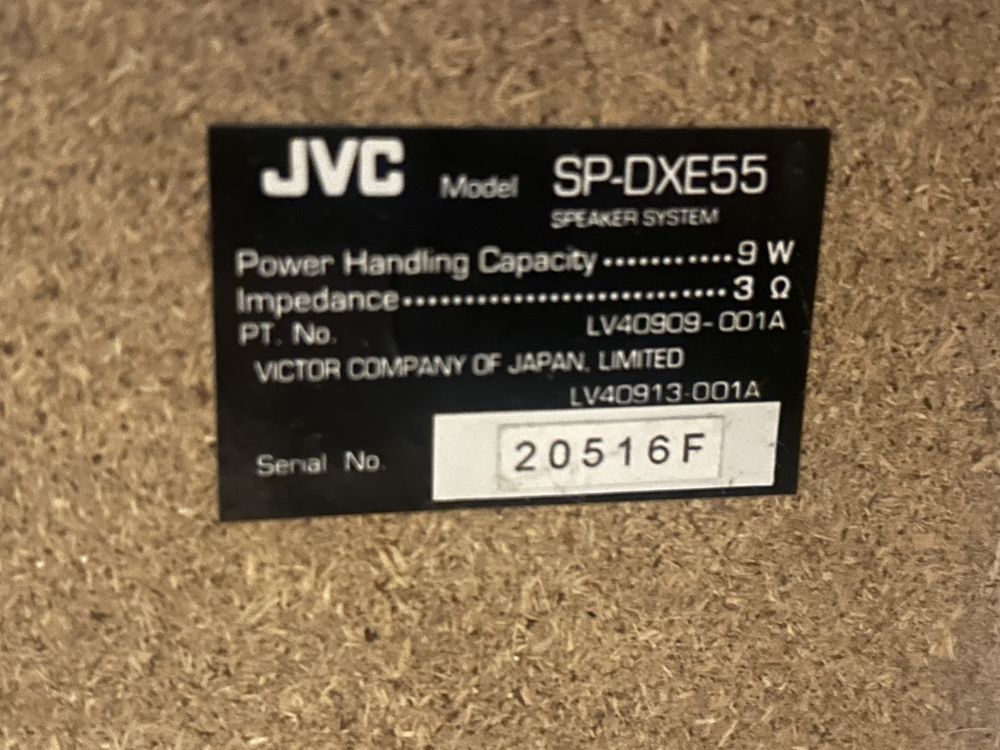 JVC Model SP-DXE55
SPEAKER SYSTEM
Power Handling Capacity ........... 9 W
Impedance ........................... 3 Ω
PT. No. LV40909-001A
VICTOR COMPANY OF JAPAN, LIMITED
LV40913-001A
Serial No. 20516F